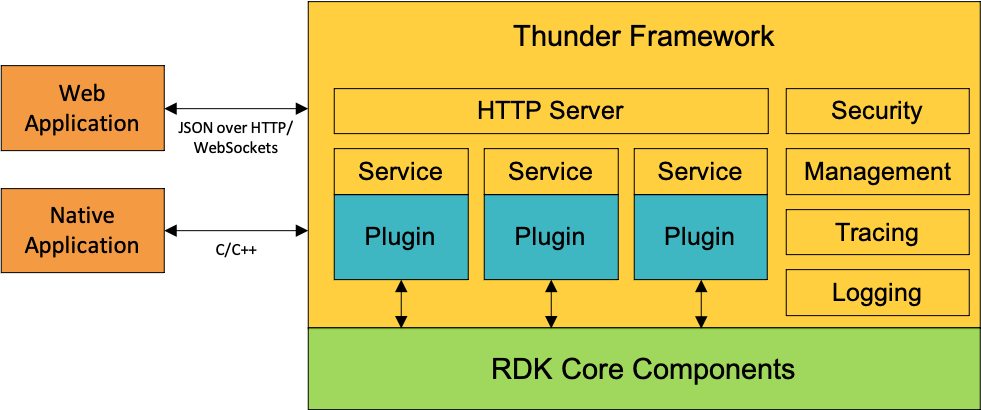 Thunder Framework
Web
Application
JSON over HTTP/
WebSockets
Native
Application
C/C++
HTTP Server
Service
Service
Service
Plugin
Plugin
Plugin
Security
Management
Tracing
Logging
RDK Core Components